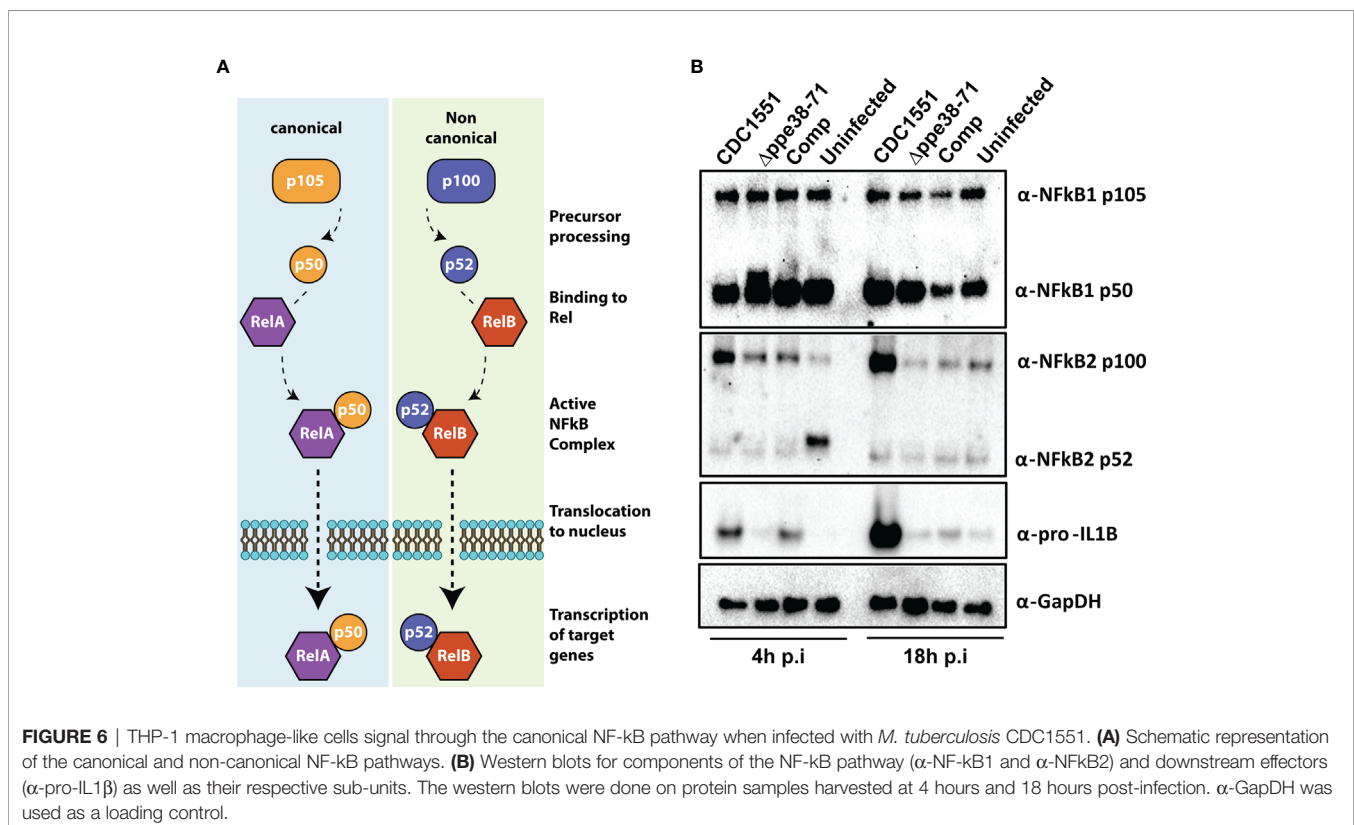 A
canonical
Non
canonical
p105
p100
Precursor
processing
p50
p52
Binding to
Rel
RelA
RelB
Active
NFkB
Complex
p50
RelA
p52
RelB
Translocation
to nucleus
Transcription
of target
genes
p50
RelA
p52
RelB
B
CDC1551
Δppe38-71
Comp
Uninfected
CDC1551
Δppe38-71
Comp
Uninfected
α-NFkB1 p105
α-NFkB1 p50
α-NFkB2 p100
α-NFkB2 p52
α-pro-IL1B
α-GapDH
4h p.i
18h p.i
FIGURE 6 | THP-1 macrophage-like cells signal through the canonical NF-kB pathway when infected with M. tuberculosis CDC1551. (A) Schematic representation
of the canonical and non-canonical NF-kB pathways. (B) Western blots for components of the NF-kB pathway (α-NF-kB1 and α-NFkB2) and downstream effectors
(α-pro-IL1β) as well as their respective sub-units. The western blots were done on protein samples harvested at 4 hours and 18 hours post-infection. α-GapDH was
used as a loading control.